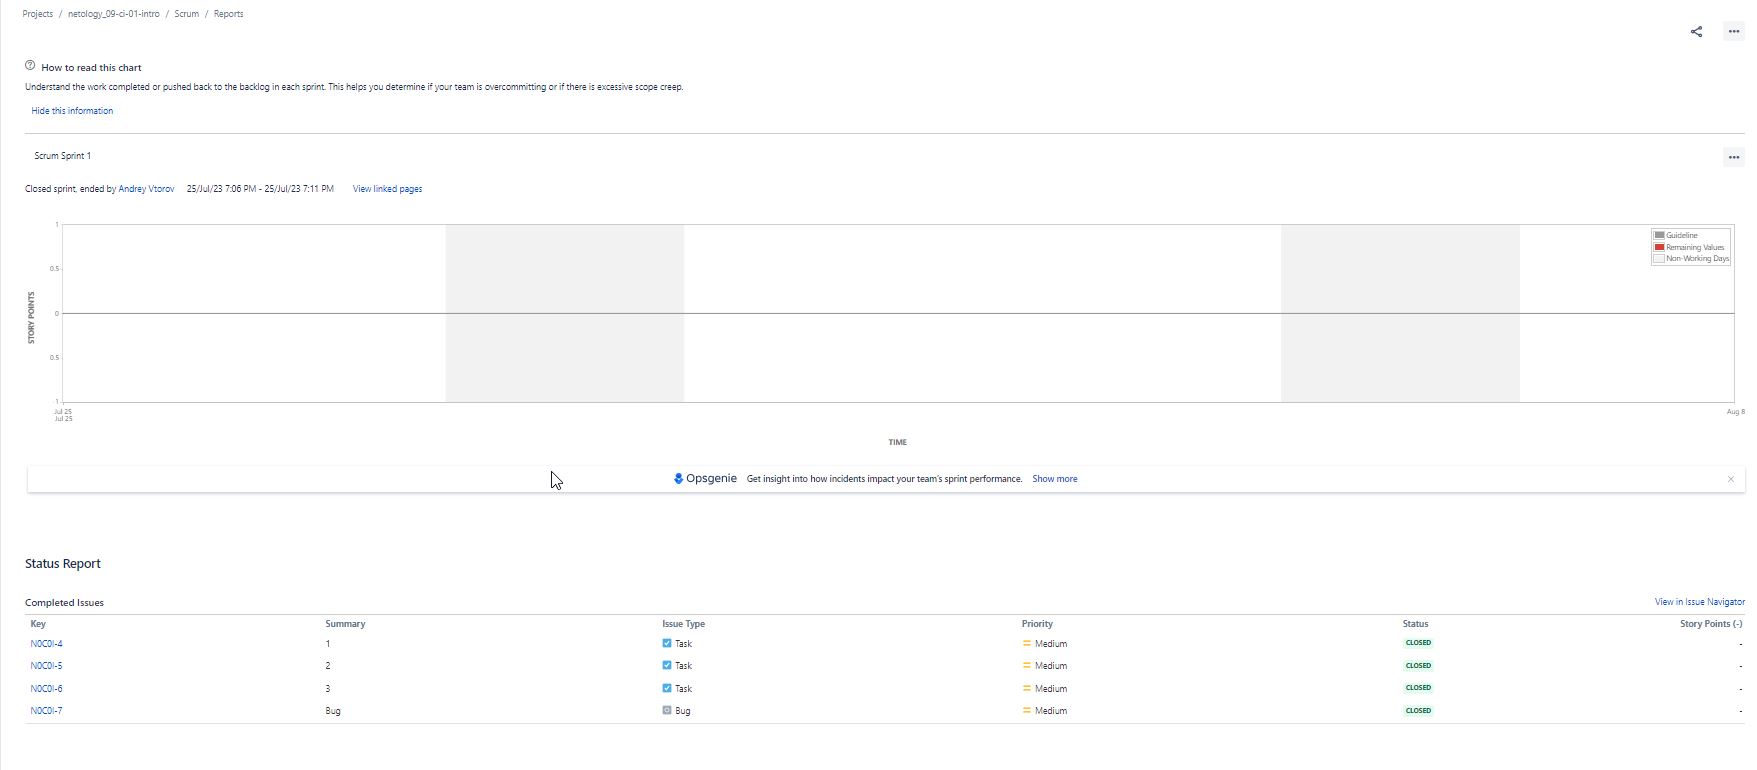 Projects / netology_09-ci-01-intro / Scrum / Reports
How to read this chart
Understand the work completed or pushed back to the backlog in each sprint. This helps you determine if your team is overcommitting or if there is excessive scope creep.
Hide this information
Scrum Sprint 1
Closed sprint, ended by Andrey Vtorov 25/Jul/23 7:06 PM - 25/Jul/23 7:11 PM View linked pages
1
0.5
0
0.5
-1
STORY POINTS
Guideline
Remaining Values
Non-Working Days
Jul 25 Aug 8
Jul 25
TIME
Opsgenie Get insight into how incidents impact your team's sprint performance. Show more
Status Report
Completed Issues View in Issue Navigator
Key Summary Issue Type Priority Status Story Points (-)
N0C0I-4 1 Task Medium CLOSED -
N0C0I-5 2 Task Medium CLOSED -
N0C0I-6 3 Task Medium CLOSED -
N0C0I-7 Bug Bug Medium CLOSED -